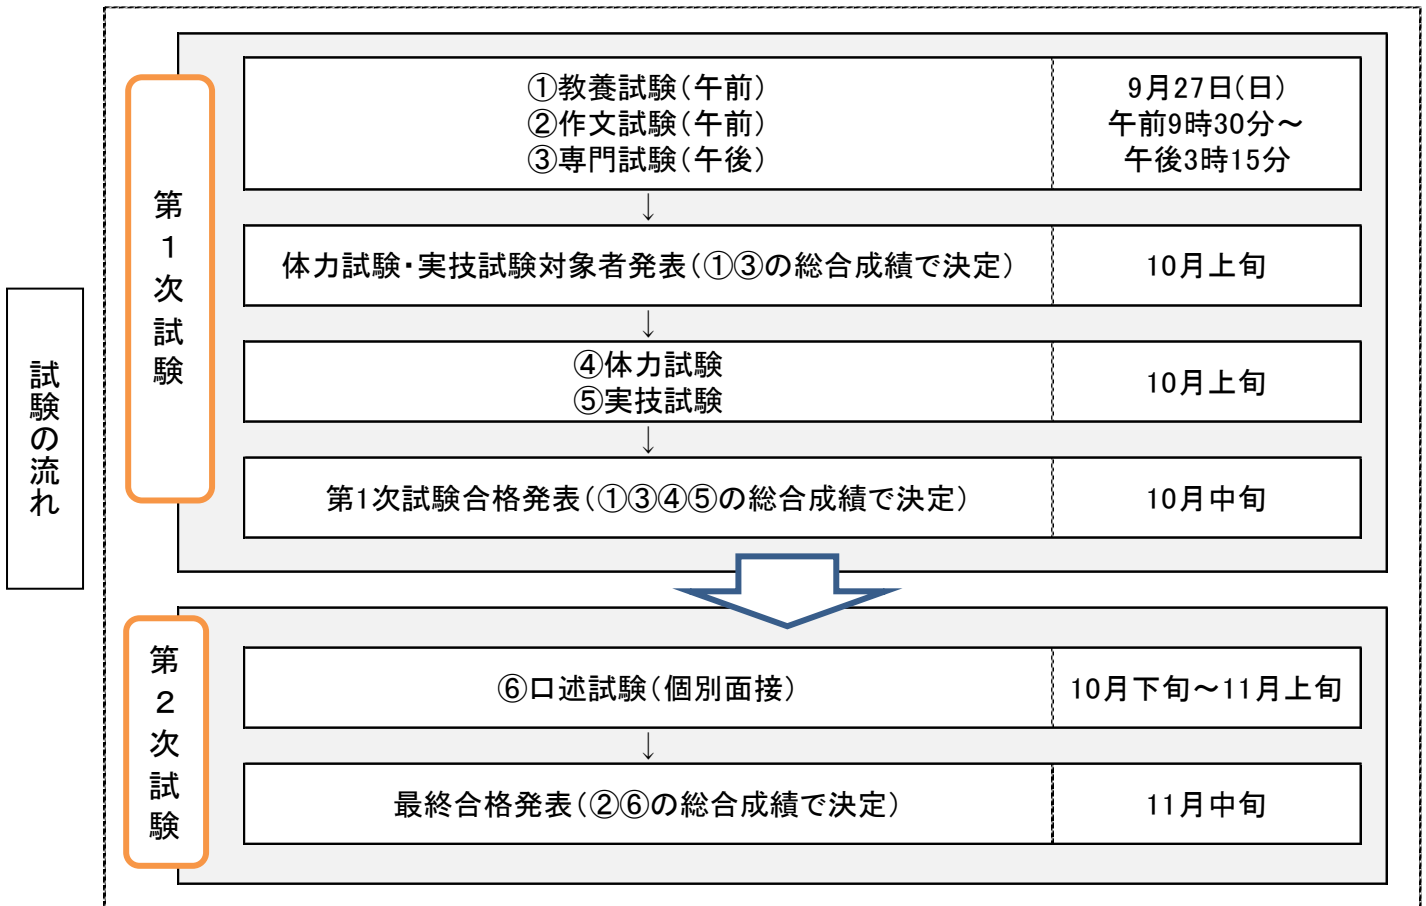 試験の流れ
第1次試験
①教養試験(午前)
②作文試験(午前)
③専門試験(午後)
9月27日(日)
午前9時30分～
午後3時15分
↓
体力試験・実技試験対象者発表(①③の総合成績で決定)
10月上旬
↓
④体力試験
⑤実技試験
10月上旬
↓
第1次試験合格発表(①③④⑤の総合成績で決定)
10月中旬
第2次試験
⑥口述試験(個別面接)
10月下旬～11月上旬
↓
最終合格発表(②⑥の総合成績で決定)
11月中旬